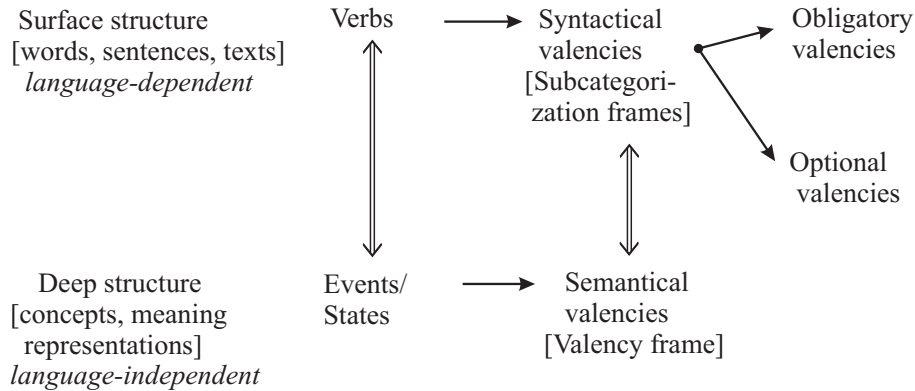 Surface structure
[words, sentences, texts]
language-dependent
Verbs
Syntactical
valencies
[Subcategori-
zation frames]
Obligatory
valencies
Optional
valencies
Deep structure
[concepts, meaning
representations]
language-independent
Events/
States
Semantical
valencies
[Valency frame]